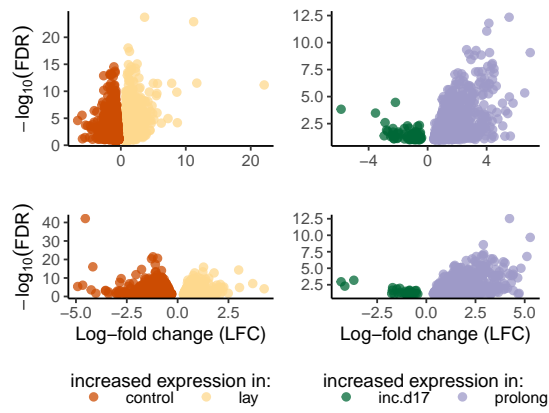 −log10(FDR)
20
15
10
5
0
0 10 20
12.5
10.0
7.5
5.0
2.5
−4 0 4
−log10(FDR)
40
30
20
10
0
−5.0 −2.5 0.0 2.5
Log−fold change (LFC)
12.5
10.0
7.5
5.0
2.5
−2.5 0.0 2.5 5.0
Log−fold change (LFC)
increased expression in:
control lay
increased expression in:
inc.d17 prolong